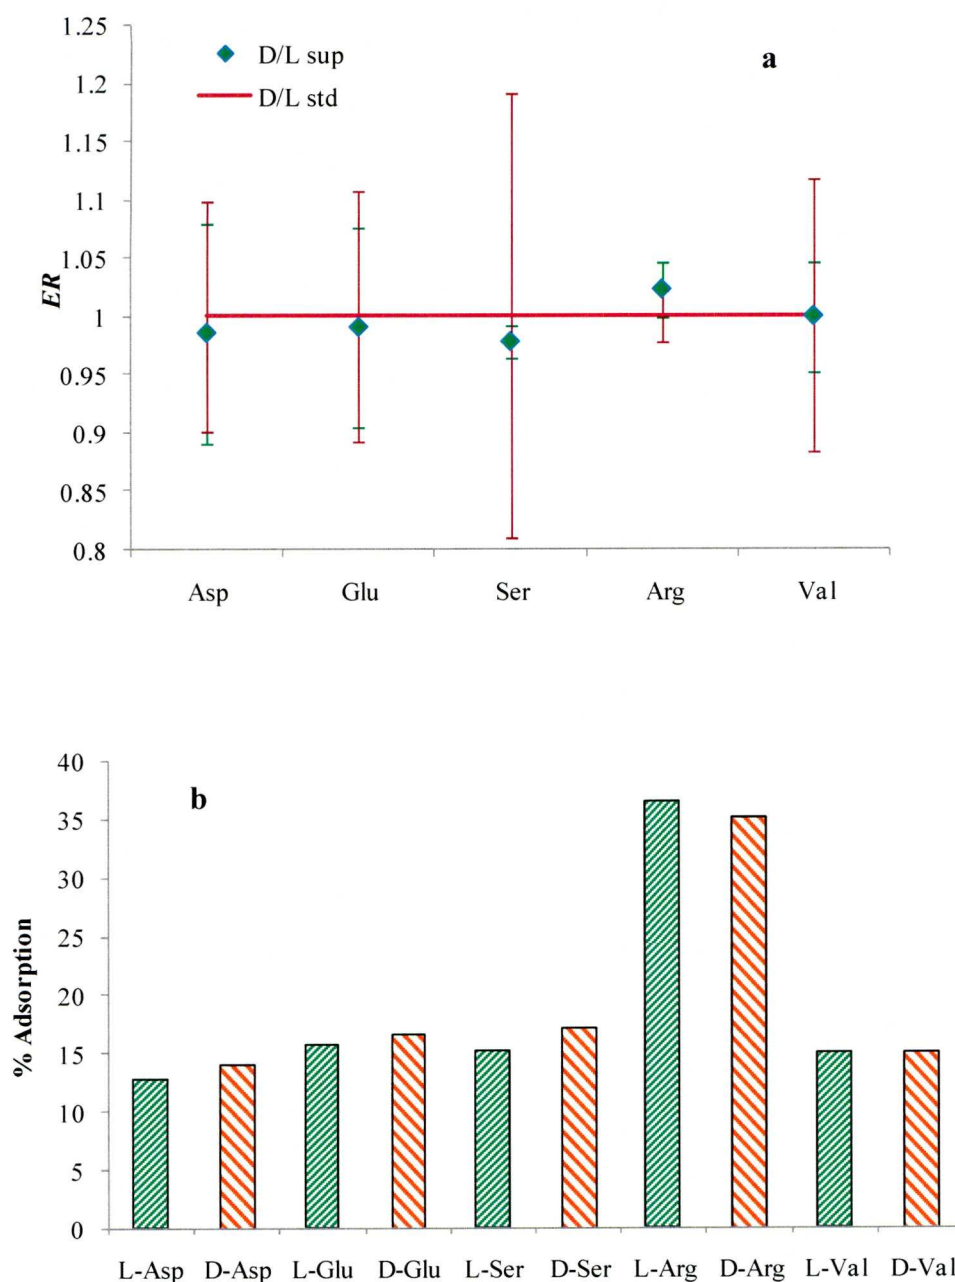 1.25
D/L sup
a
1.2
D/L std
1.15
1.1
1.05
ER
1
0.95
0.9
0.85
0.8
Asp Glu Ser Arg Val
40
b
35
30
25
% Adsorption
20
15
10
5
0
L-Asp D-Asp L-Glu D-Glu L-Ser D-Ser L-Arg D-Arg L-Val D-Val